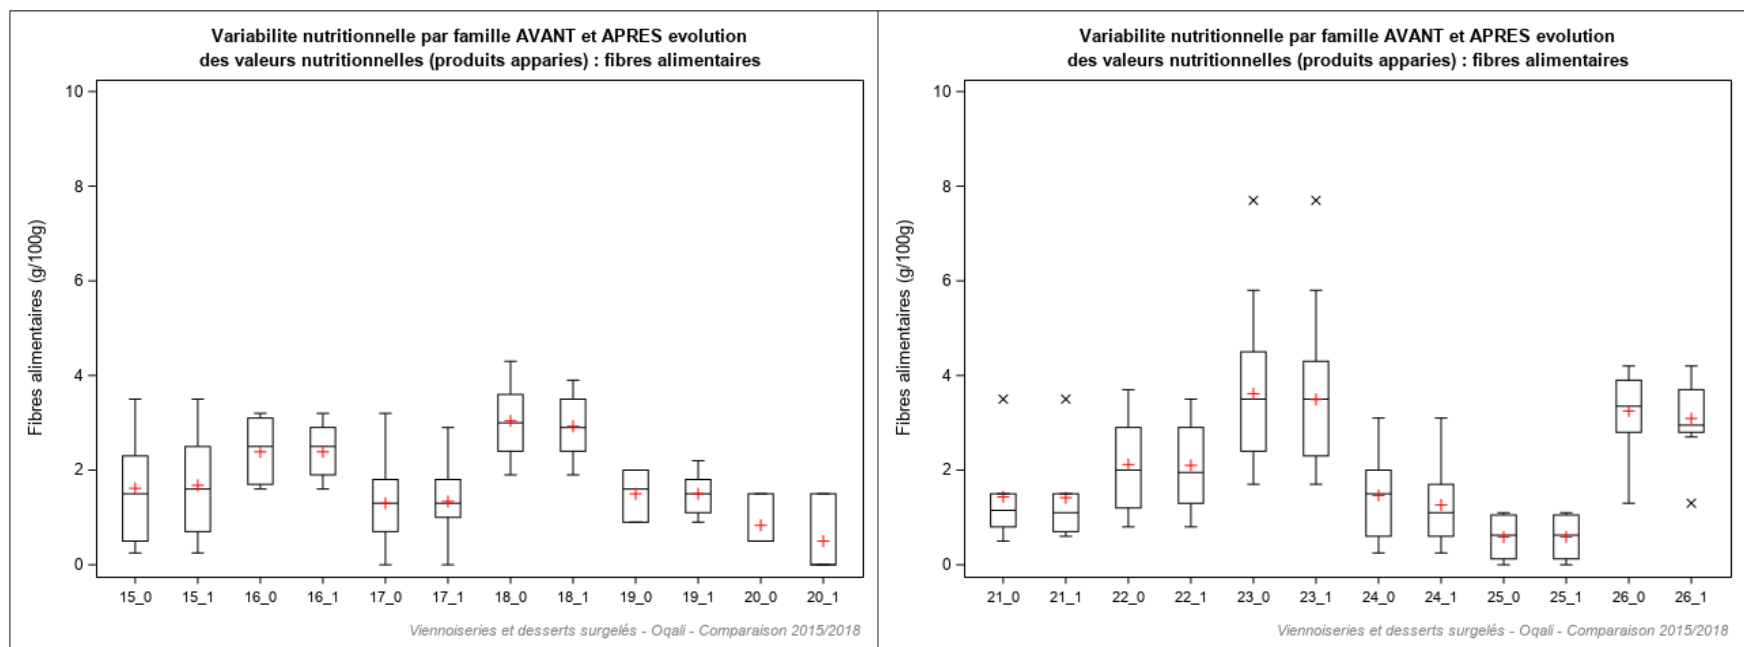 Variabilite nutritionnelle par famille AVANT et APRES evolution
des valeurs nutritionnelles (produits apparies) : fibres alimentaires
Fibres alimentaires (g/100g)
10
8
6
4
2
0
15_0 15_1 16_0 16_1 17_0 17_1 18_0 18_1 19_0 19_1 20_0 20_1
Viennoiseries et desserts surgelés - Oqali - Comparaison 2015/2018
Variabilite nutritionnelle par famille AVANT et APRES evolution
des valeurs nutritionnelles (produits apparies) : fibres alimentaires
Fibres alimentaires (g/100g)
10
8
6
4
2
0
21_0 21_1 22_0 22_1 23_0 23_1 24_0 24_1 25_0 25_1 26_0 26_1
Viennoiseries et desserts surgelés - Oqali - Comparaison 2015/2018